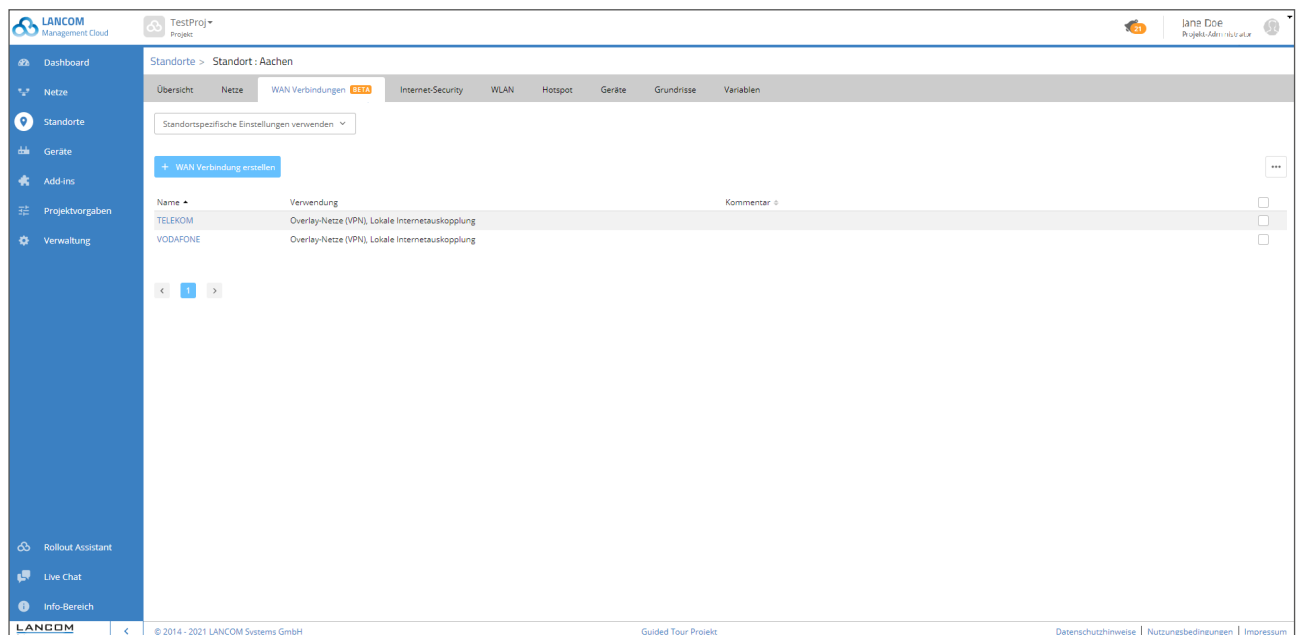 LANCOM
Management Cloud
TestProj
Projekt
21
Jane Doe
Projekt-Administrator
Dashboard
Netze
Standorte
Geräte
Add-ins
Projektvorgaben
Verwaltung
Rollout Assistant
Live Chat
Info-Bereich
LANCOM
Standorte > Standort : Aachen
Übersicht Netze WAN Verbindungen BETA Internet-Security WLAN Hotspot Geräte Grundrisse Variablen
Standortspezifische Einstellungen verwenden
+ WAN Verbindung erstellen
Name Verwendung Kommentar
TELEKOM Overlay-Netze (VPN), Lokale Internetauskopplung
VODAFONE Overlay-Netze (VPN), Lokale Internetauskopplung
< 1 >
< © 2014 - 2021 LANCOM Systems GmbH Guided Tour Projekt Datenschutzhinweise | Nutzungsbedingungen | Impressum